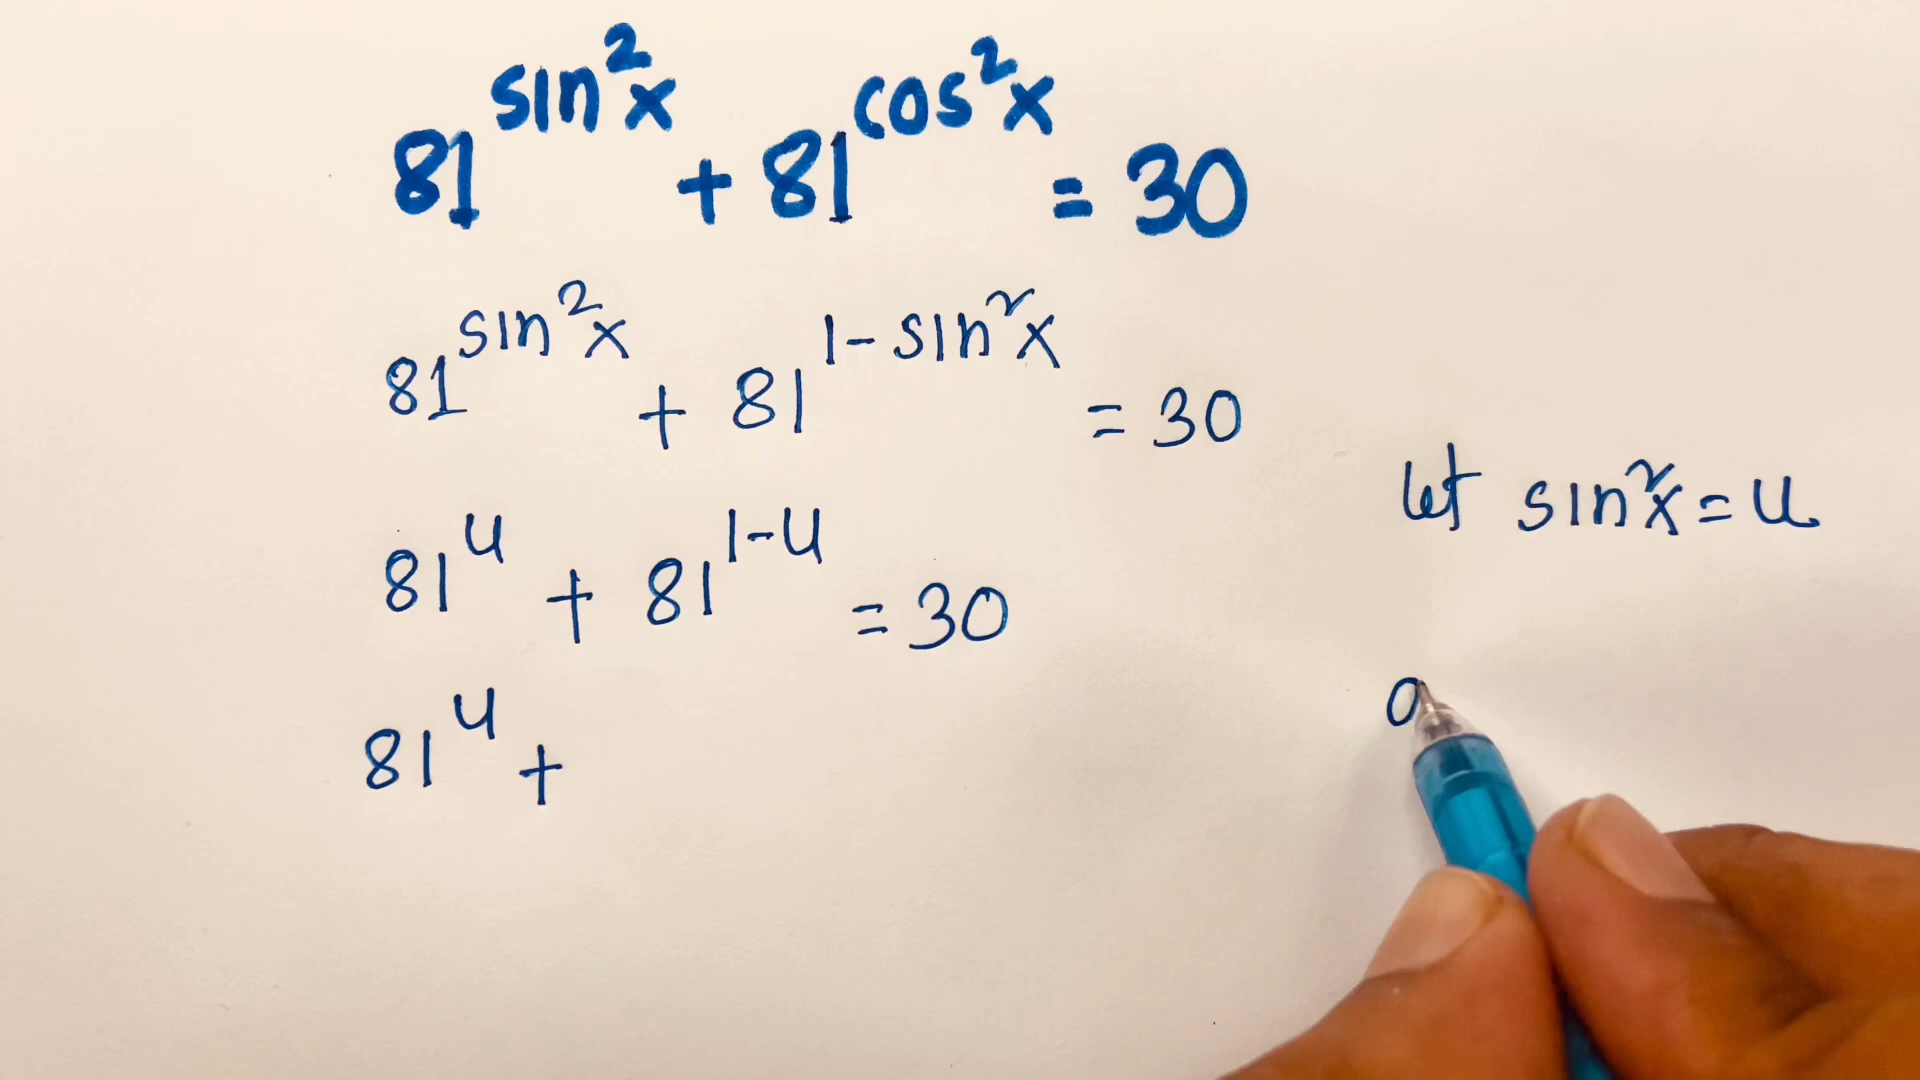 81^sin²x + 81^cos²x = 30
81^sin²x + 81^1-sin²x = 30
let sin²x = u
81^u + 81^1-u = 30
81^u +
a